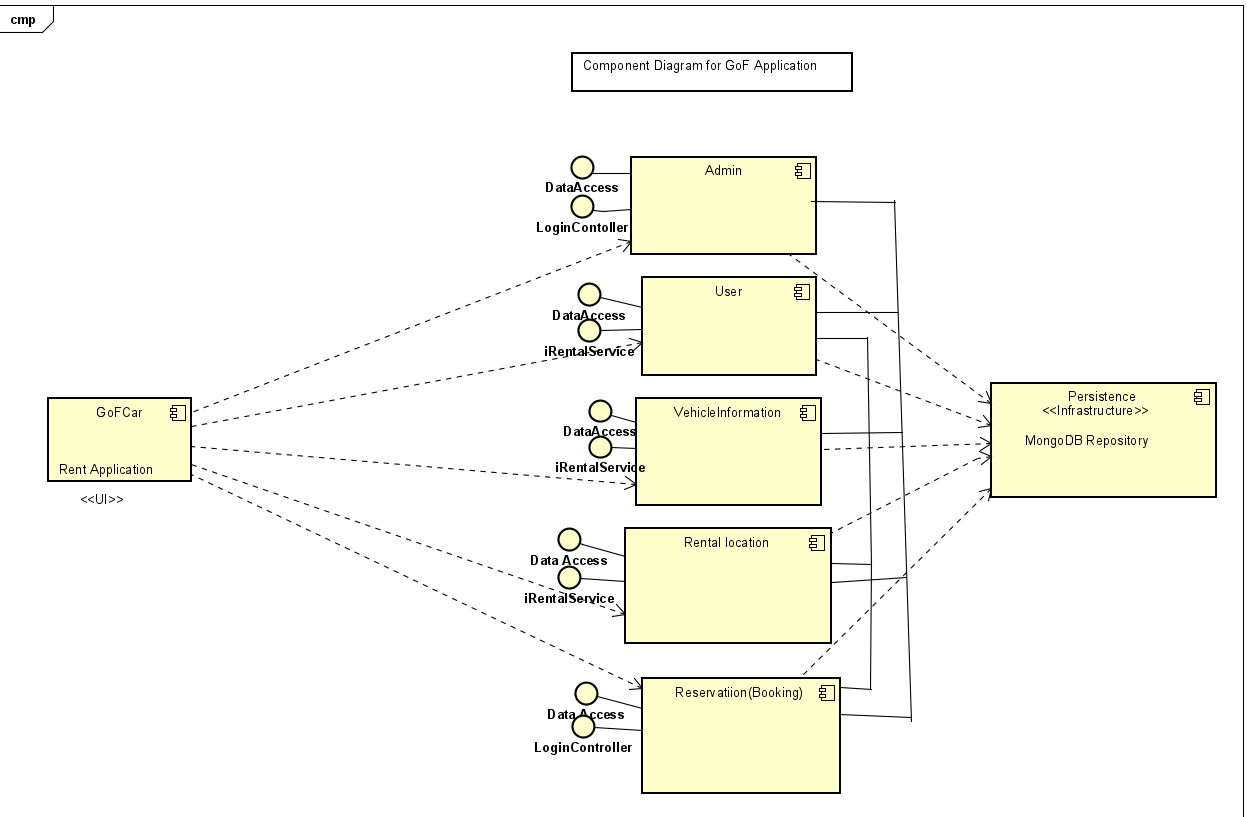 cmp
Component Diagram for GoF Application
Admin
DataAccess
LoginContoller
User
DataAccess
iRentalService
GoFCar
Rent Application
<<UI>>
VehicleInformation
DataAccess
iRentalService
Persistence
<<Infrastructure>>
MongoDB Repository
Rental location
Data Access
iRentalService
Reservatiion(Booking)
Data Access
LoginController